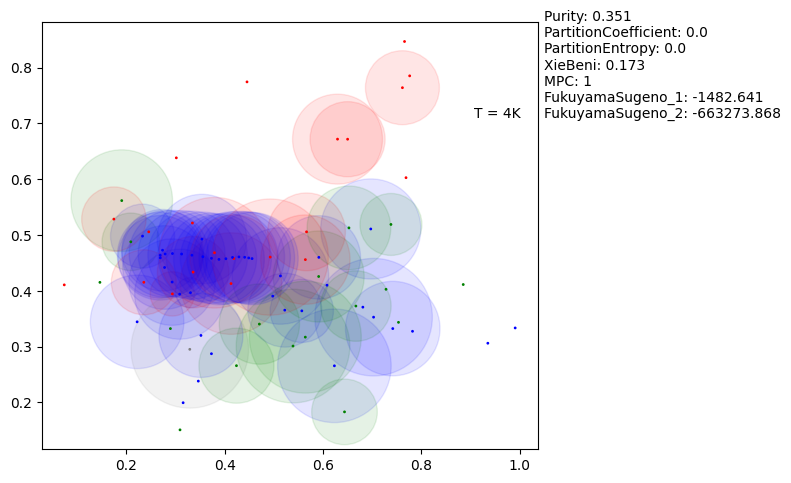 Purity: 0.351
PartitionCoefficient: 0.0
PartitionEntropy: 0.0
XieBeni: 0.173
MPC: 1
FukuyamaSugeno_1: -1482.641
FukuyamaSugeno_2: -663273.868
T = 4K
0.8
0.7
0.6
0.5
0.4
0.3
0.2
0.2 0.4 0.6 0.8 1.0